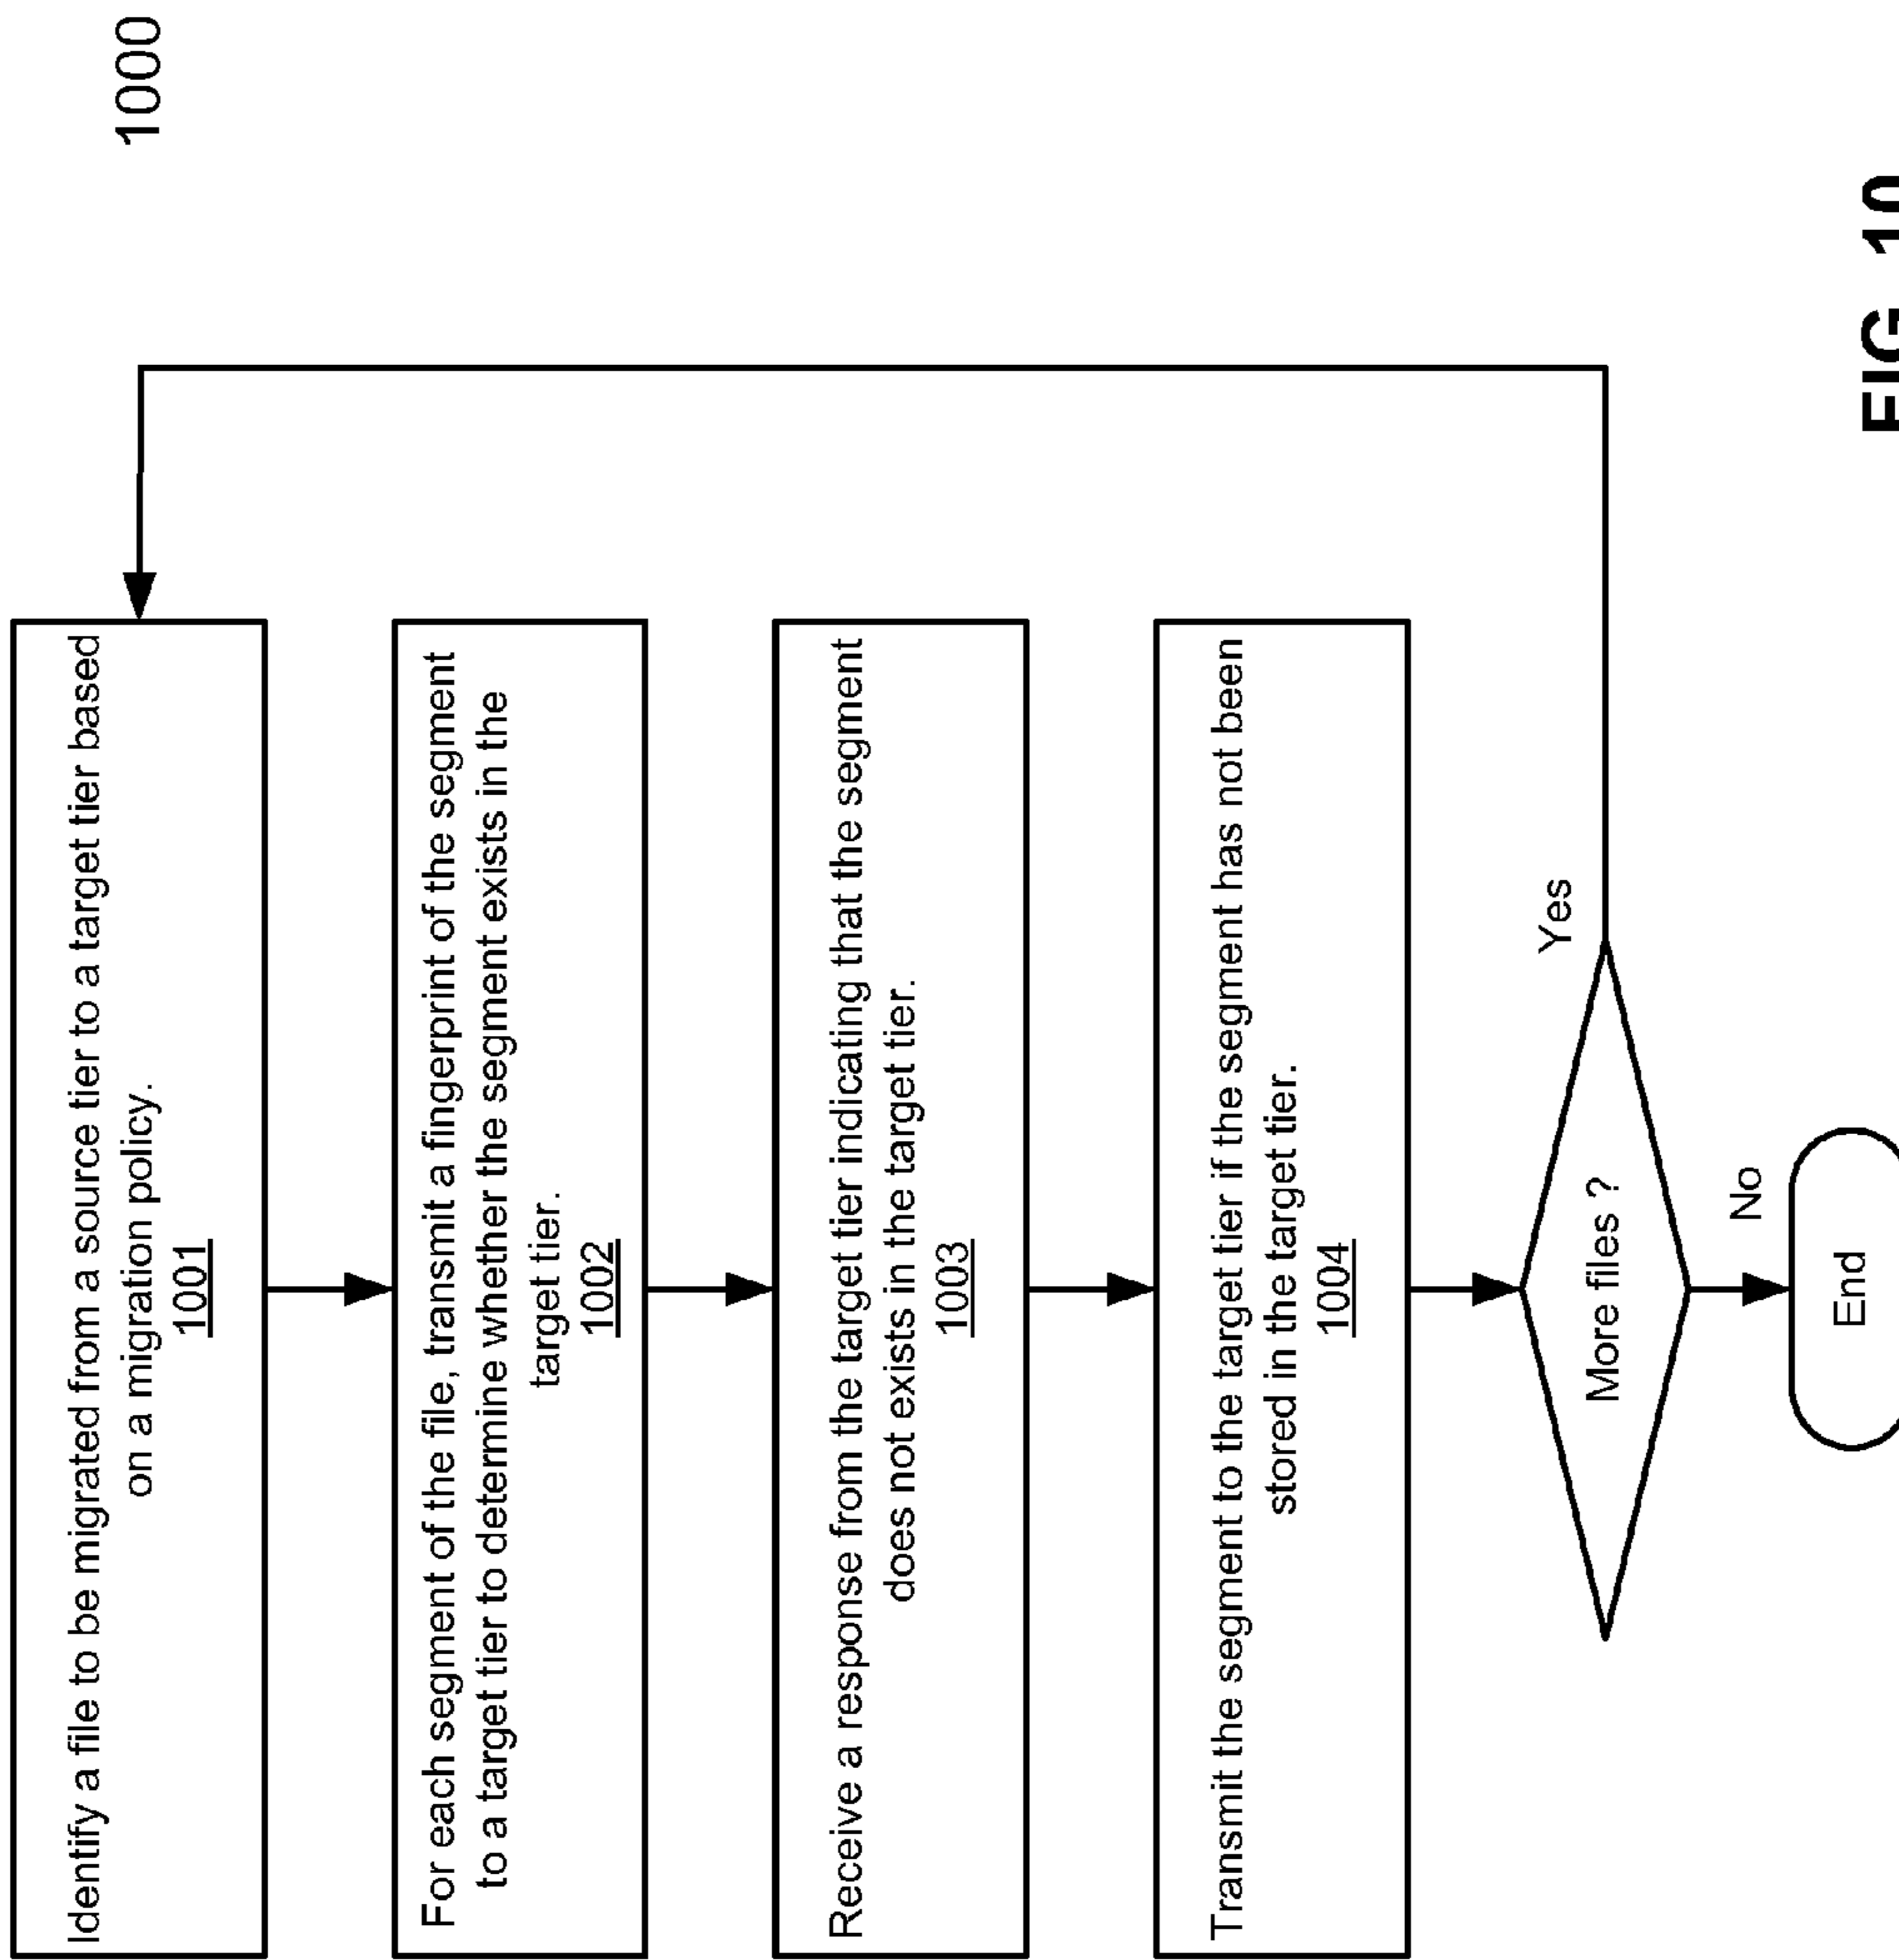 1000
Identify a file to be migrated from a source tier to a target tier based
on a migration policy.
1001
For each segment of the file, transmit a fingerprint of the segment
to a target tier to determine whether the segment exists in the
target tier.
1002
Receive a response from the target tier indicating that the segment
does not exists in the target tier.
1003
Transmit the segment to the target tier if the segment has not been
stored in the target tier.
1004
More files ?
Yes
No
End
FIG. 10